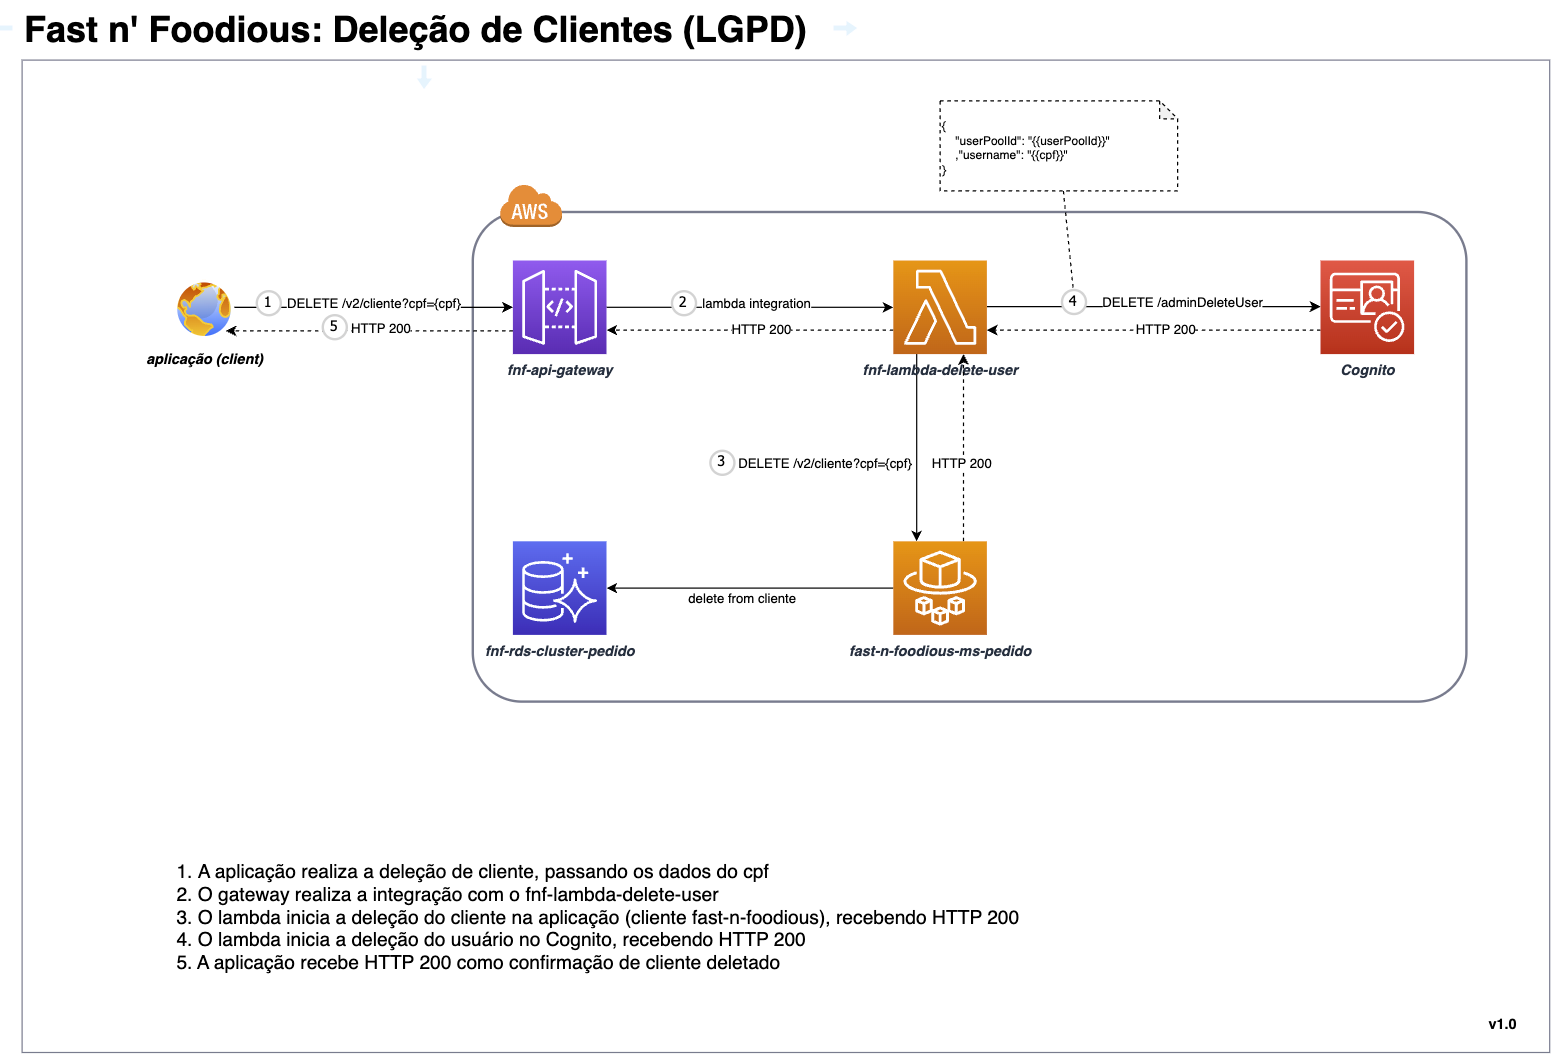 Fast n' Foodious: Deleção de Clientes (LGPD)
{
"userPoolId": "{{userPoolId}}"
,"username": "{{cpf}}"
}
AWS
1
DELETE /v2/cliente?cpf={cpf}
2
lambda integration
4
DELETE /adminDeleteUser
5
HTTP 200
HTTP 200
HTTP 200
aplicação (client)
fnf-api-gateway
fnf-lambda-delete-user
Cognito
3
DELETE /v2/cliente?cpf={cpf}
HTTP 200
delete from cliente
fnf-rds-cluster-pedido
fast-n-foodious-ms-pedido
1. A aplicação realiza a deleção de cliente, passando os dados do cpf
2. O gateway realiza a integração com o fnf-lambda-delete-user
3. O lambda inicia a deleção do cliente na aplicação (cliente fast-n-foodious), recebendo HTTP 200
4. O lambda inicia a deleção do usuário no Cognito, recebendo HTTP 200
5. A aplicação recebe HTTP 200 como confirmação de cliente deletado
v1.0